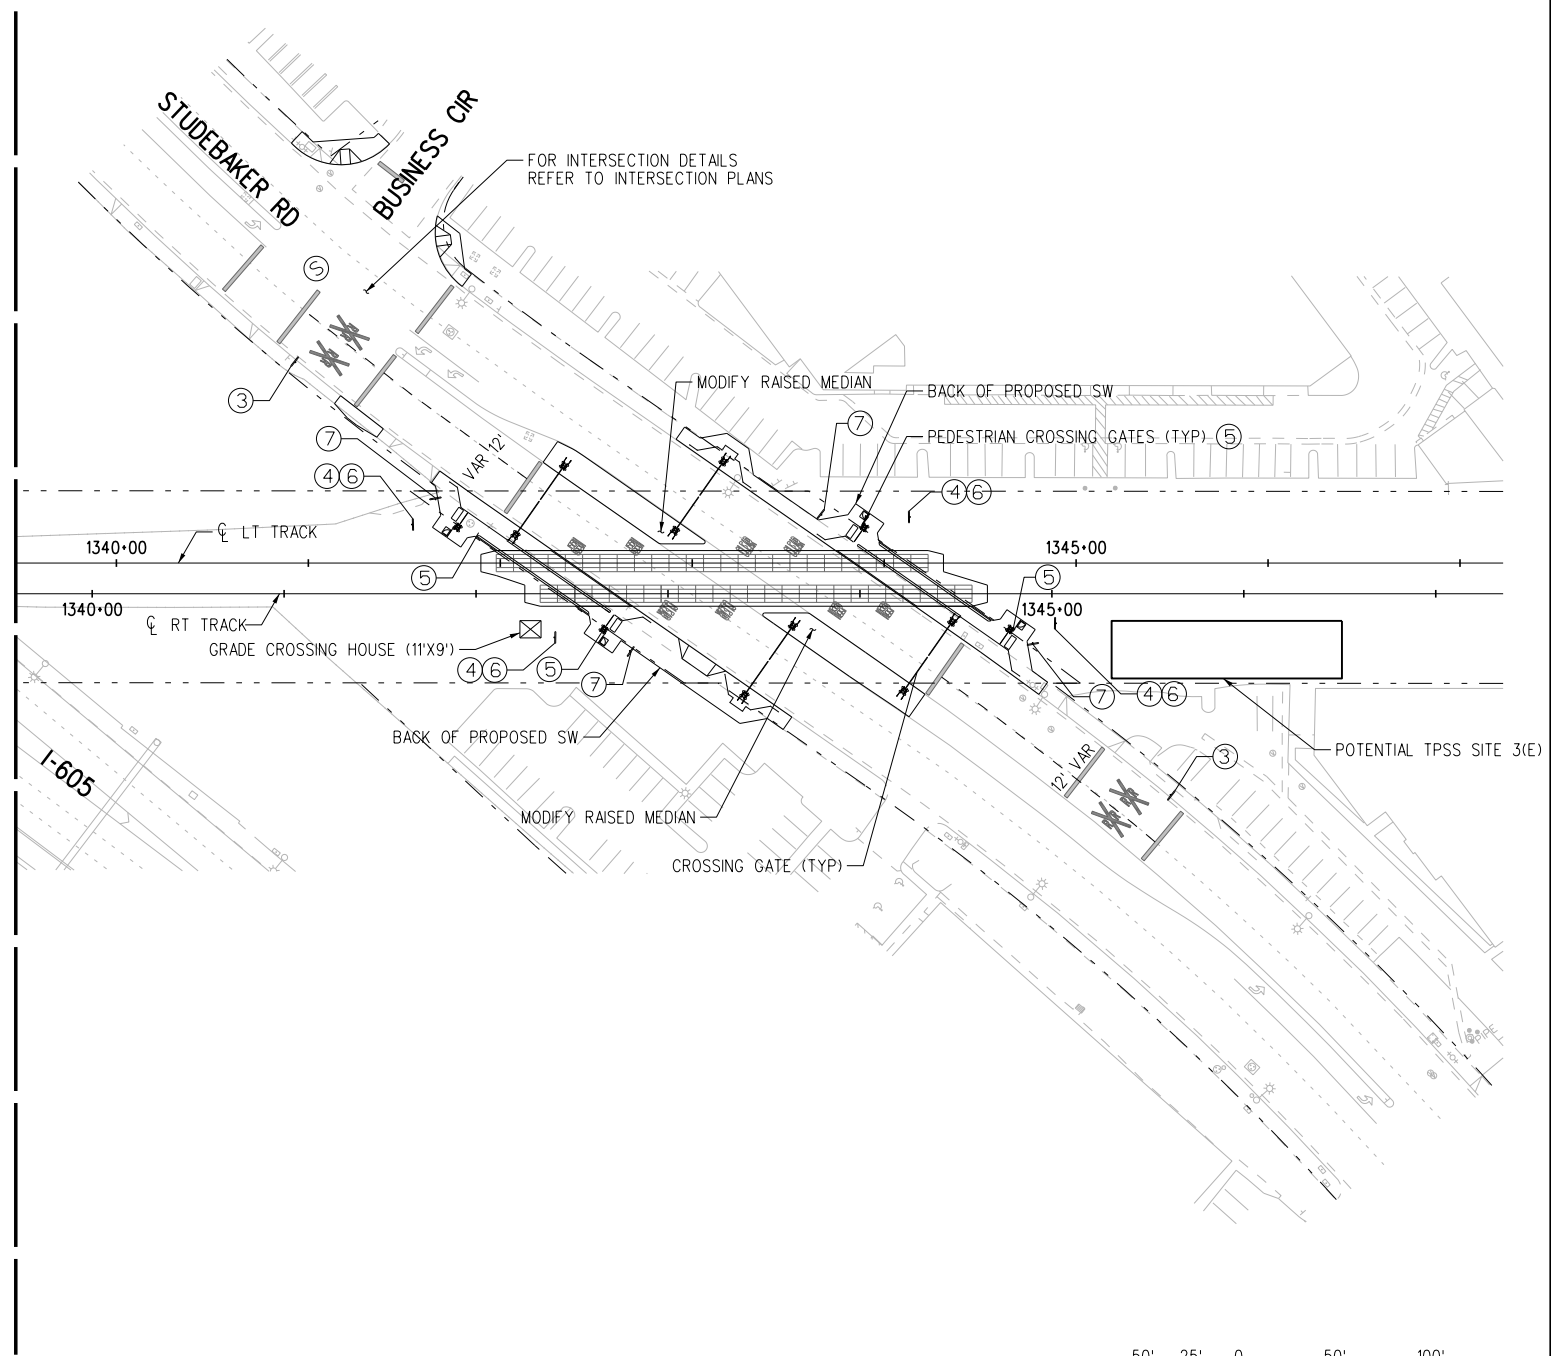 STUDEBAKER RD
BUSINESS CIR
FOR INTERSECTION DETAILS
REFER TO INTERSECTION PLANS
S
3
MODIFY RAISED MEDIAN
BACK OF PROPOSED SW
7
7
PEDESTRIAN CROSSING GATES (TYP) 5
VAR 12'
4 6
4 6
℄ LT TRACK
1340+00
1345+00
5
5
1340+00
1345+00
℄ RT TRACK
GRADE CROSSING HOUSE (11'X9')
4 6
5
7
7
4 6
BACK OF PROPOSED SW
POTENTIAL TPSS SITE 3(E)
I-605
12' VAR
3
MODIFY RAISED MEDIAN
CROSSING GATE (TYP)
PIPE
50' 25' 0 50' 100'